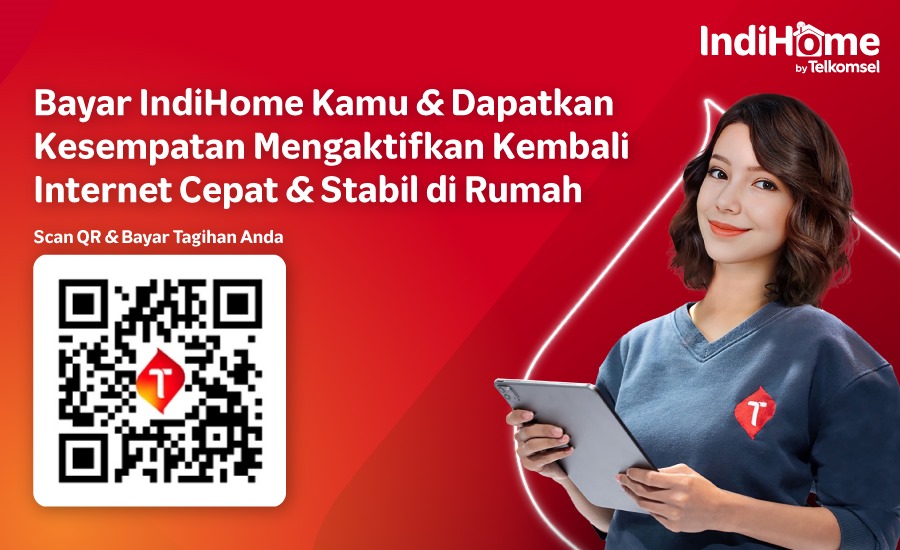 IndiHome
by Telkomsel
Bayar IndiHome Kamu & Dapatkan
Kesempatan Mengaktifkan Kembali
Internet Cepat & Stabil di Rumah
Scan QR & Bayar Tagihan Anda
T
T